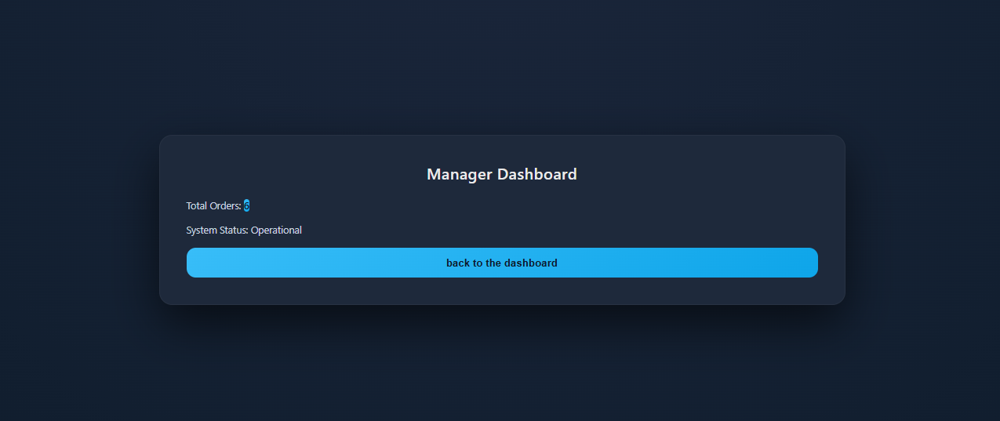 Manager Dashboard
Total Orders: 6
System Status: Operational
back to the dashboard